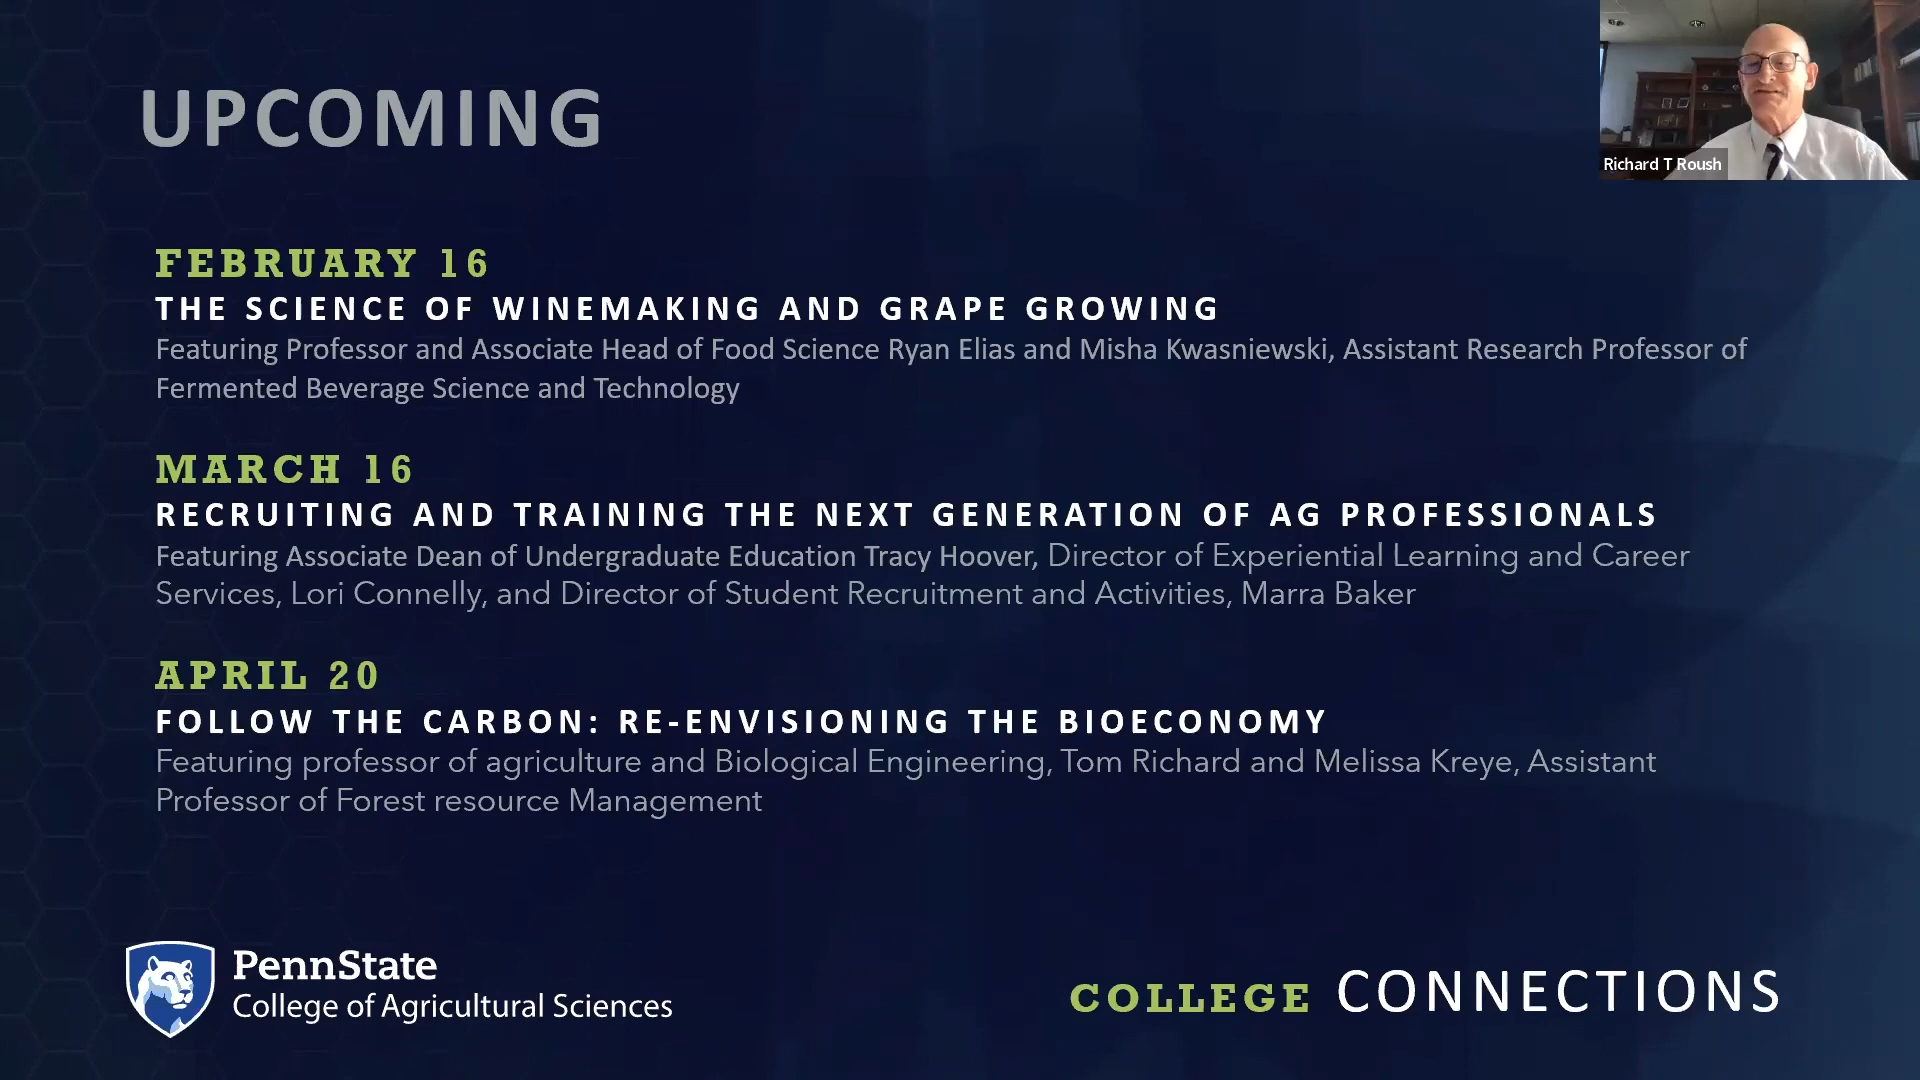 UPCOMING
Richard T Roush
FEBRUARY 16
THE SCIENCE OF WINEMAKING AND GRAPE GROWING
Featuring Professor and Associate Head of Food Science Ryan Elias and Misha Kwasniewski, Assistant Research Professor of
Fermented Beverage Science and Technology
MARCH 16
RECRUITING AND TRAINING THE NEXT GENERATION OF AG PROFESSIONALS
Featuring Associate Dean of Undergraduate Education Tracy Hoover, Director of Experiential Learning and Career
Services, Lori Connelly, and Director of Student Recruitment and Activities, Marra Baker
APRIL 20
FOLLOW THE CARBON: RE-ENVISIONING THE BIOECONOMY
Featuring professor of agriculture and Biological Engineering, Tom Richard and Melissa Kreye, Assistant
Professor of Forest resource Management
PennState
College of Agricultural Sciences
COLLEGE CONNECTIONS